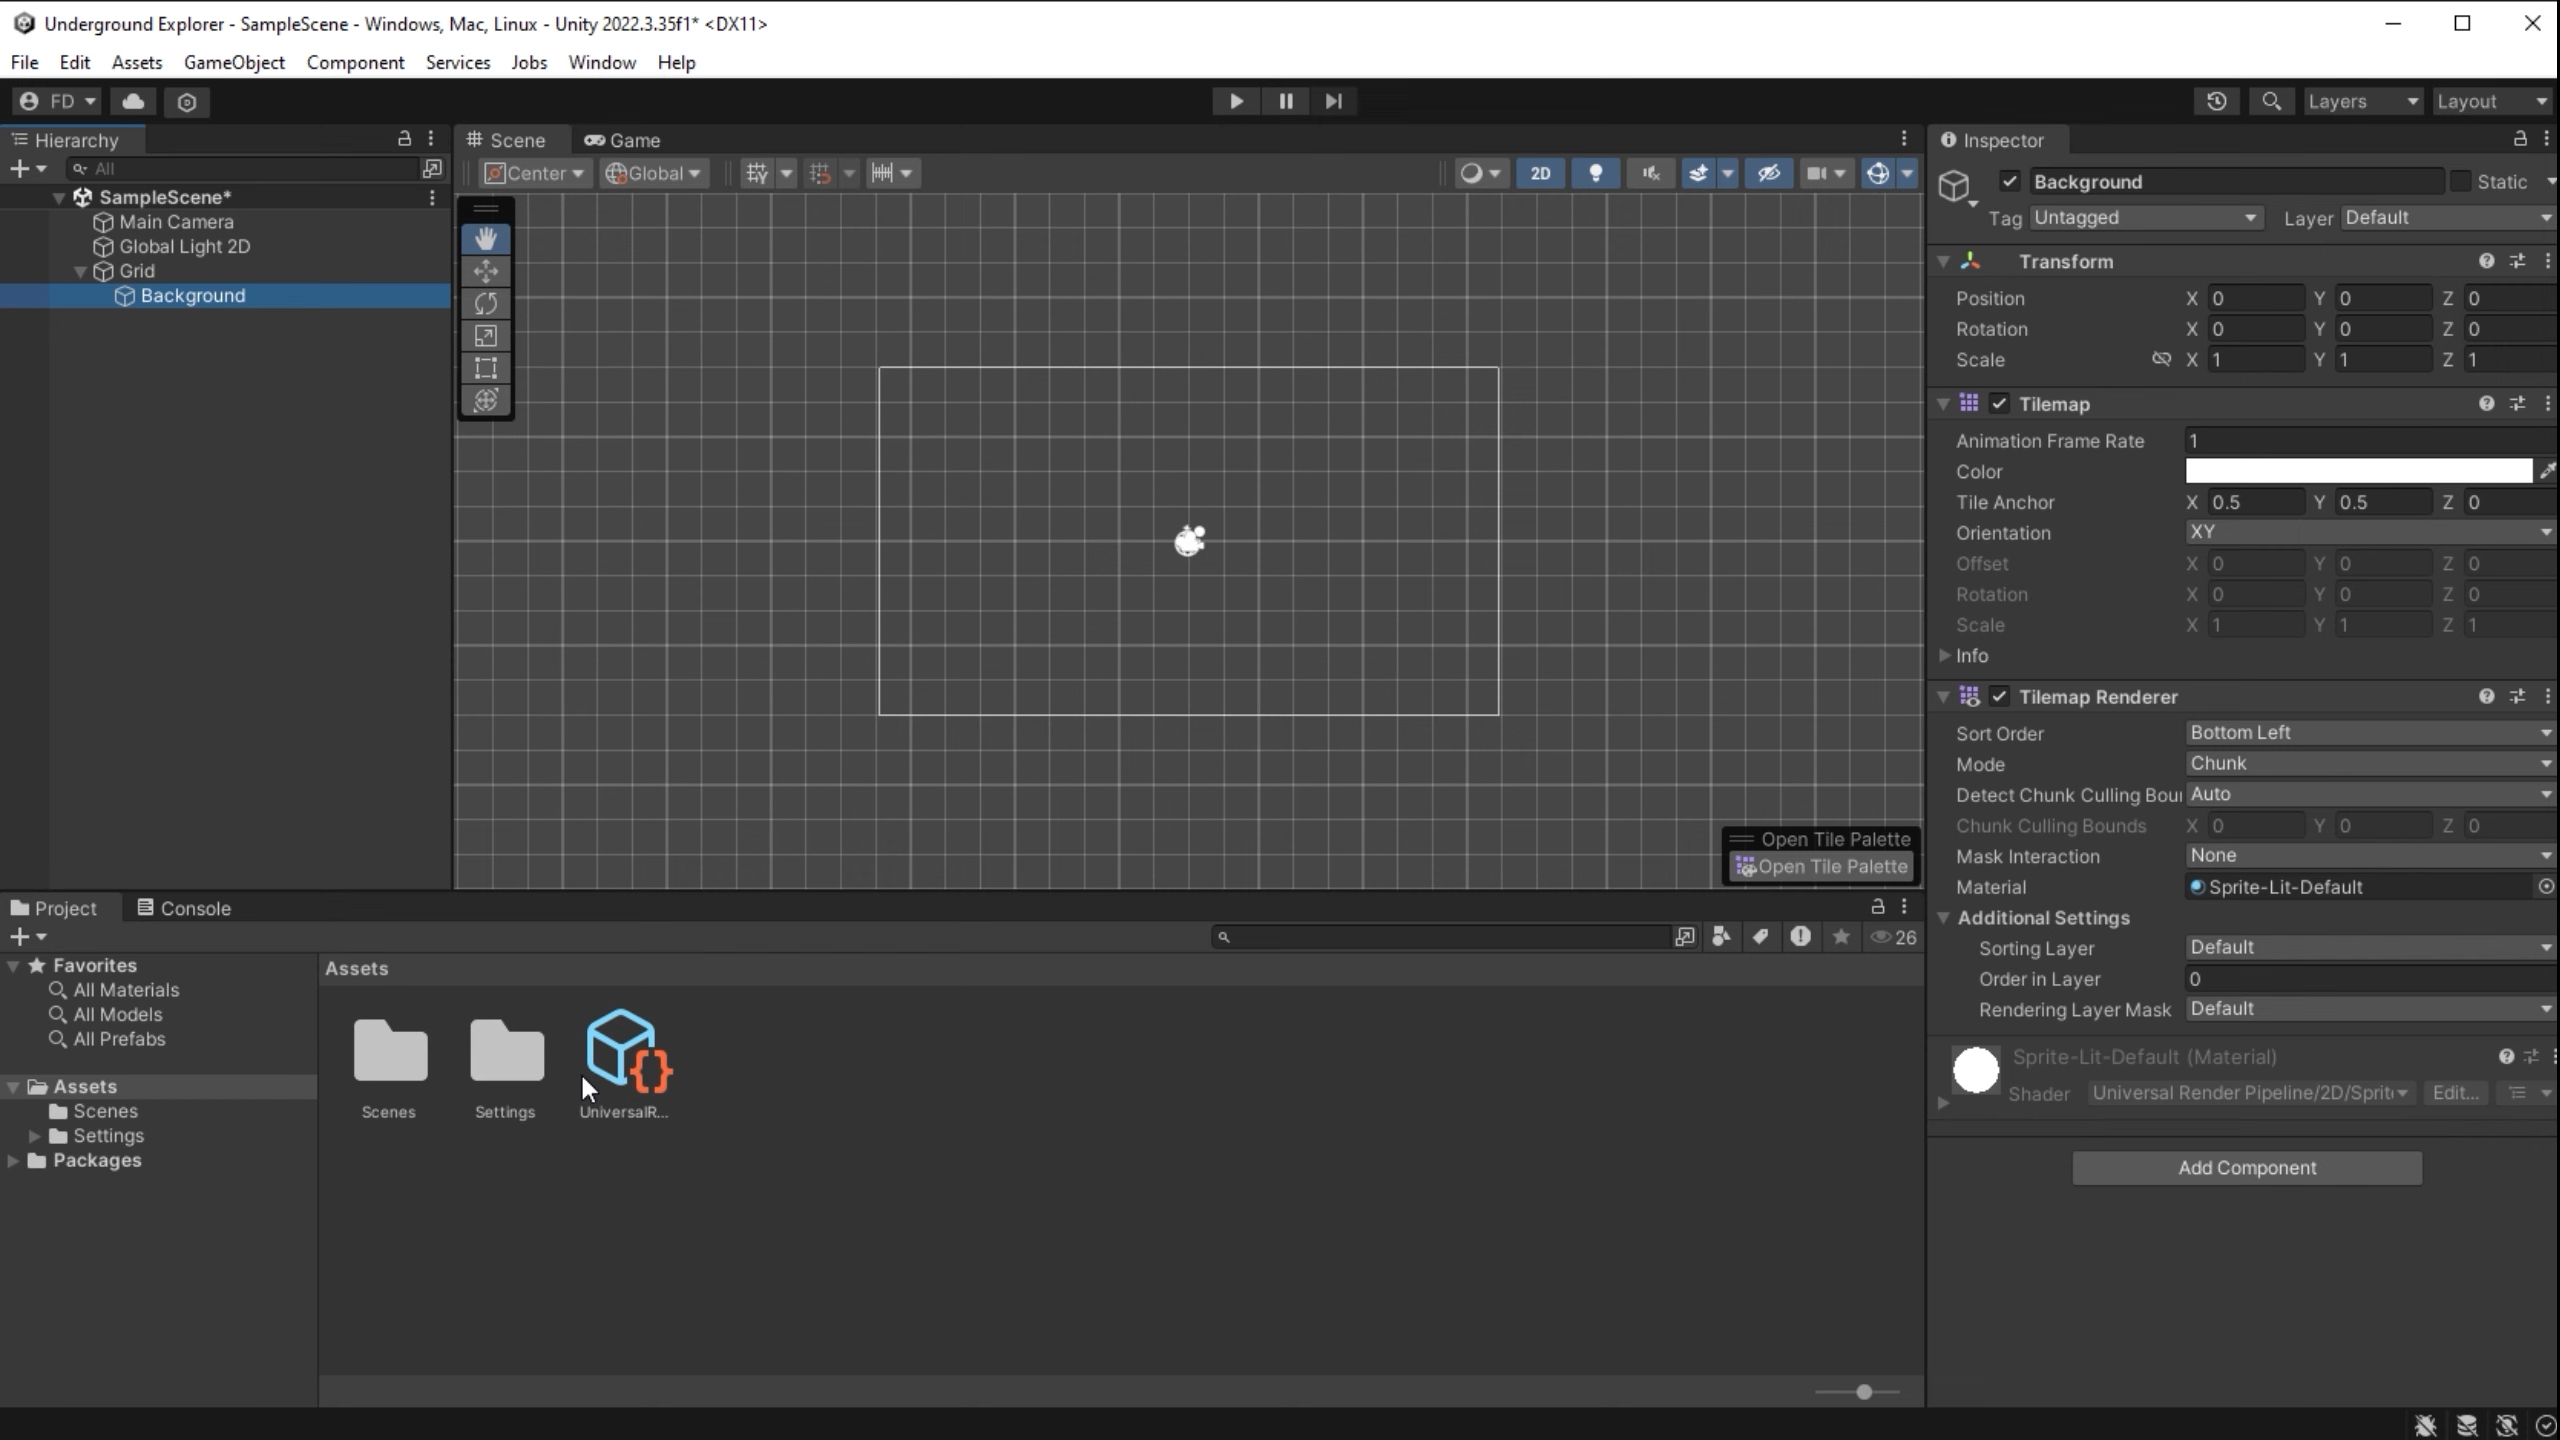 Underground Explorer - SampleScene - Windows, Mac, Linux - Unity 2022.3.35f1* <DX11>
File Edit Assets GameObject Component Services Jobs Window Help
FD
Layers Layout
Hierarchy
All
SampleScene*
Main Camera
Global Light 2D
Grid
Background
Scene Game
Center Global 2D
Open Tile Palette
Open Tile Palette
Inspector
Background Static
Tag Untagged Layer Default
Transform
Position X 0 Y 0 Z 0
Rotation X 0 Y 0 Z 0
Scale X 1 Y 1 Z 1
Tilemap
Animation Frame Rate 1
Color
Tile Anchor X 0.5 Y 0.5 Z 0
Orientation XY
Offset X 0 Y 0 Z 0
Rotation X 0 Y 0 Z 0
Scale X 1 Y 1 Z 1
Info
Tilemap Renderer
Sort Order Bottom Left
Mode Chunk
Detect Chunk Culling Bou Auto
Chunk Culling Bounds X 0 Y 0 Z 0
Mask Interaction None
Material Sprite-Lit-Default
Additional Settings
Sorting Layer Default
Order in Layer 0
Rendering Layer Mask Default
Sprite-Lit-Default (Material)
Shader Universal Render Pipeline/2D/Sprit Edit...
Add Component
Project Console
26
Favorites
All Materials
All Models
All Prefabs
Assets
Scenes
Settings
Packages
Assets
Scenes Settings UniversalR...